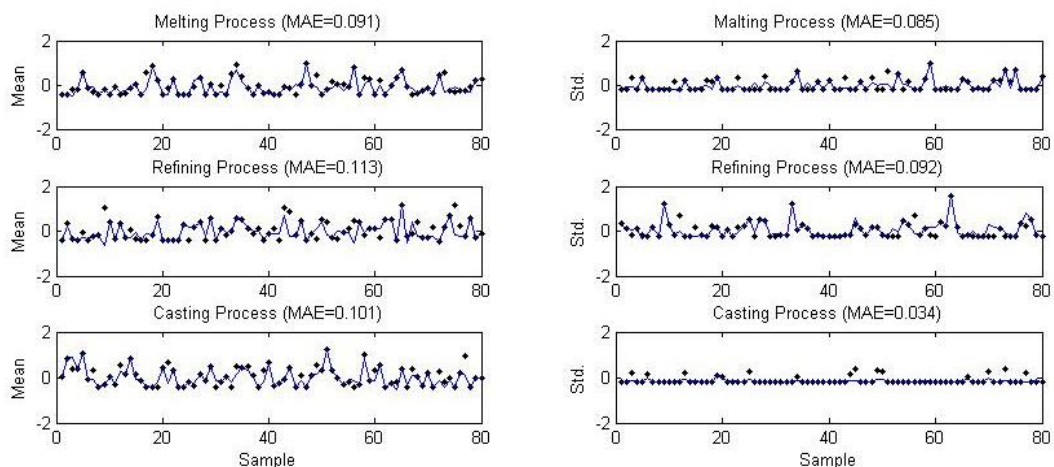 Melting Process (MAE=0.091)
2
0
-2
Mean
0 20 40 60 80
Refining Process (MAE=0.113)
2
0
-2
Mean
0 20 40 60 80
Casting Process (MAE=0.101)
2
0
-2
Mean
0 20 40 60 80
Sample
Malting Process (MAE=0.085)
2
0
-2
Std.
0 20 40 60 80
Refining Process (MAE=0.092)
2
0
-2
Std.
0 20 40 60 80
Casting Process (MAE=0.034)
2
0
-2
Std.
0 20 40 60 80
Sample